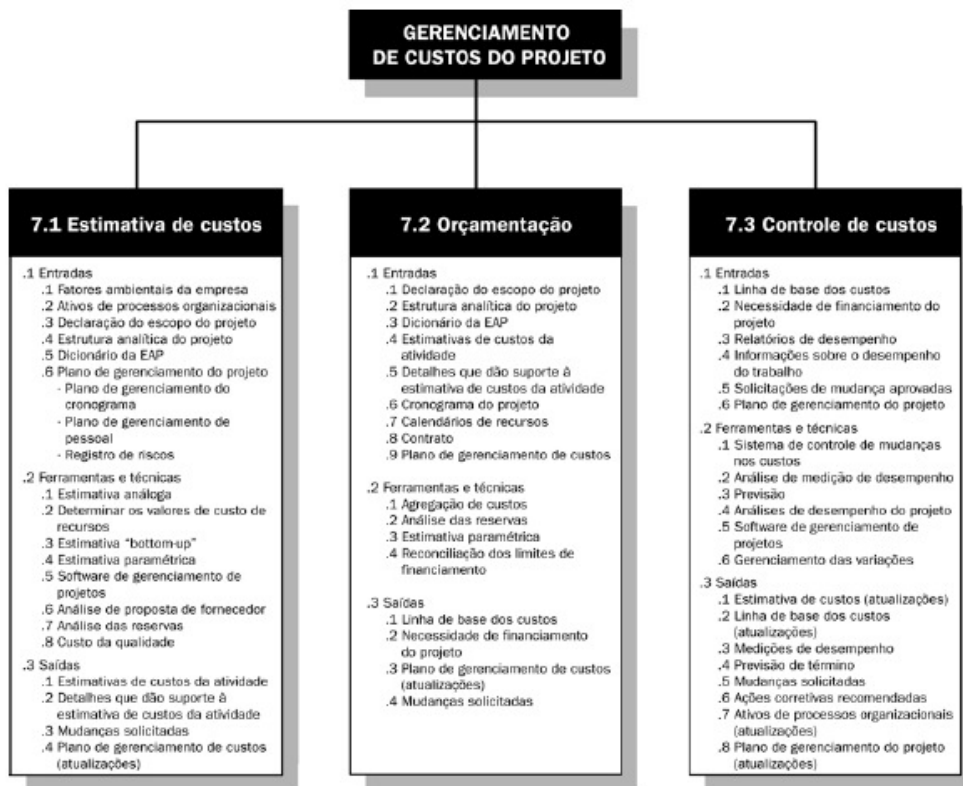 GERENCIAMENTO
DE CUSTOS DO PROJETO
7.1 Estimativa de custos
.1 Entradas
.1 Fatores ambientais da empresa
.2 Ativos de processos organizacionais
.3 Declaração do escopo do projeto
.4 Estrutura analítica do projeto
.5 Dicionário da EAP
.6 Plano de gerenciamento do projeto
- Plano de gerenciamento do
cronograma
- Plano de gerenciamento de
pessoal
- Registro de riscos
.2 Ferramentas e técnicas
.1 Estimativa análoga
.2 Determinar os valores de custo de
recursos
.3 Estimativa "bottom-up"
.4 Estimativa paramétrica
.5 Software de gerenciamento de
projetos
.6 Análise de proposta de fornecedor
.7 Análise das reservas
.8 Custo da qualidade
.3 Saídas
.1 Estimativas de custos da atividade
.2 Detalhes que dão suporte à
estimativa de custos da atividade
.3 Mudanças solicitadas
.4 Plano de gerenciamento de custos
(atualizações)
7.2 Orçamentação
.1 Entradas
.1 Declaração do escopo do projeto
.2 Estrutura analítica do projeto
.3 Dicionário da EAP
.4 Estimativas de custos da
atividade
.5 Detalhes que dão suporte à
estimativa de custos da atividade
.6 Cronograma do projeto
.7 Calendários de recursos
.8 Contrato
.9 Plano de gerenciamento de custos
.2 Ferramentas e técnicas
.1 Agregação de custos
.2 Análise das reservas
.3 Estimativa paramétrica
.4 Reconciliação dos limites de
financiamento
.3 Saídas
.1 Linha de base dos custos
.2 Necessidade de financiamento
do projeto
.3 Plano de gerenciamento de custos
(atualizações)
.4 Mudanças solicitadas
7.3 Controle de custos
.1 Entradas
.1 Linha de base dos custos
.2 Necessidade de financiamento do
projeto
.3 Relatórios de desempenho
.4 Informações sobre o desempenho
do trabalho
.5 Solicitações de mudança aprovadas
.6 Plano de gerenciamento do projeto
.2 Ferramentas e técnicas
.1 Sistema de controle de mudanças
nos custos
.2 Análise de medição de desempenho
.3 Previsão
.4 Análises de desempenho do projeto
.5 Software de gerenciamento de
projetos
.6 Gerenciamento das variações
.3 Saídas
.1 Estimativa de custos (atualizações)
.2 Linha de base dos custos
(atualizações)
.3 Medições de desempenho
.4 Previsão de término
.5 Mudanças solicitadas
.6 Ações corretivas recomendadas
.7 Ativos de processos organizacionais
(atualizações)
.8 Plano de gerenciamento do projeto
(atualizações)